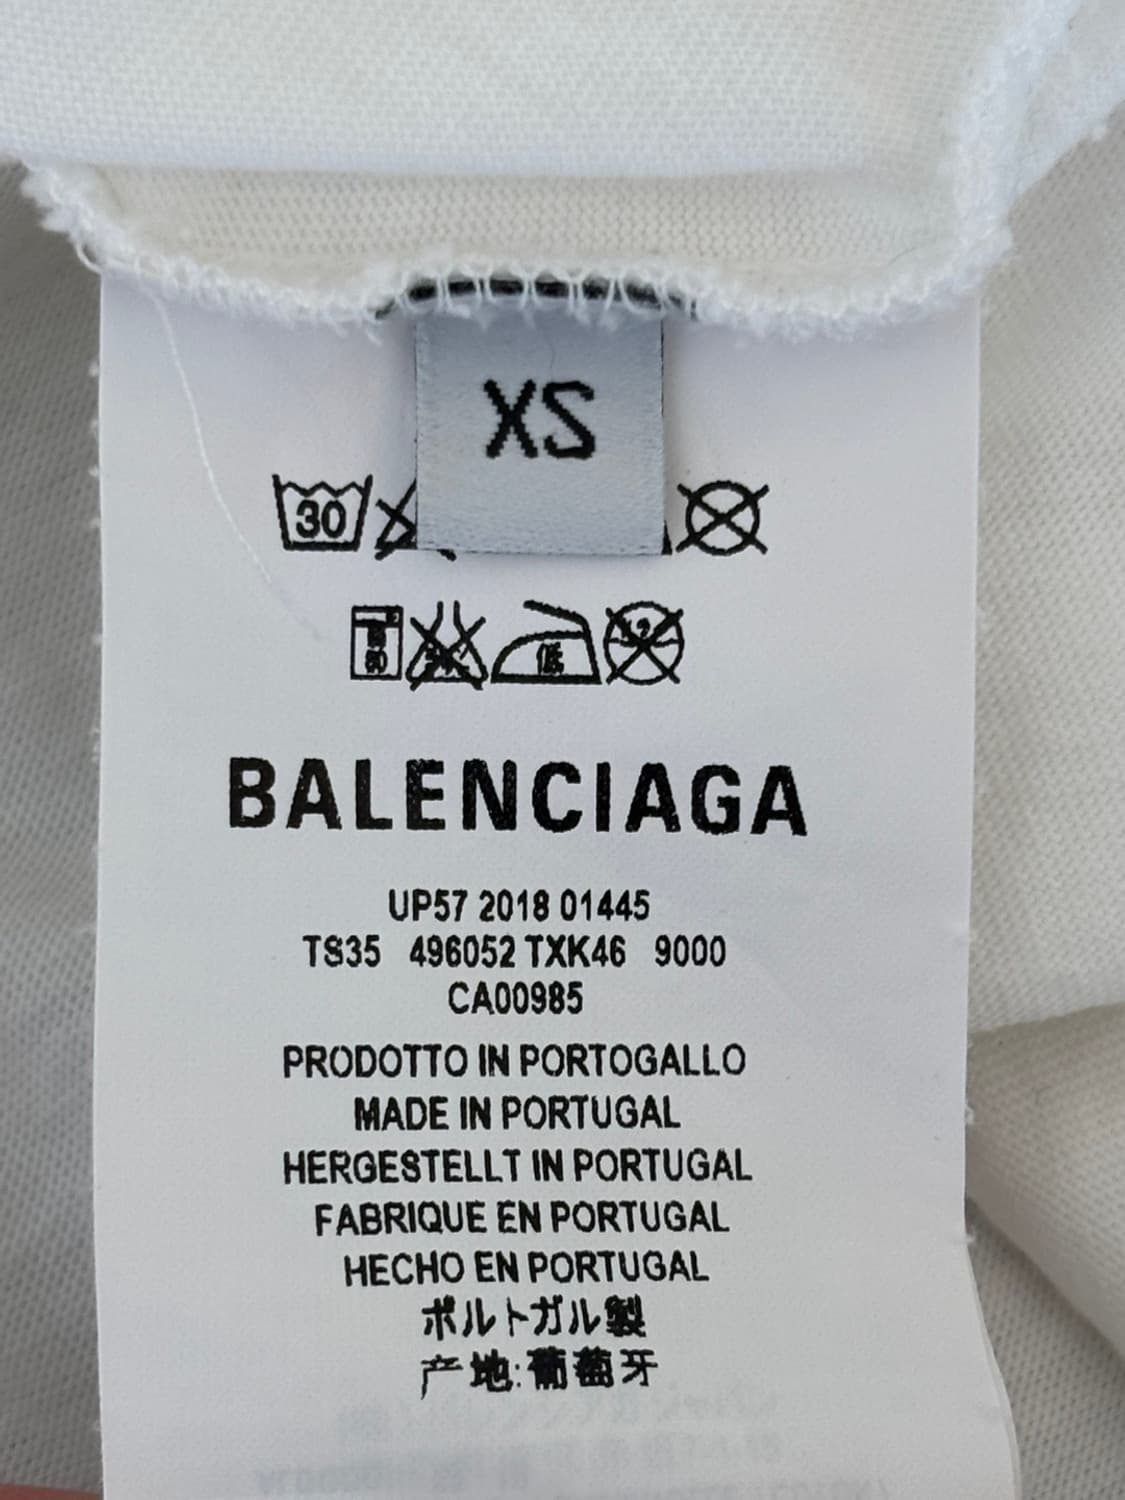 XS
30
BALENCIAGA
UP57 2018 01445
TS35 496052 TXK46 9000
CA00985
PRODOTTO IN PORTOGALLO
MADE IN PORTUGAL
HERGESTELLT IN PORTUGAL
FABRIQUE EN PORTUGAL
HECHO EN PORTUGAL
ポルトガル製
产地:葡萄牙